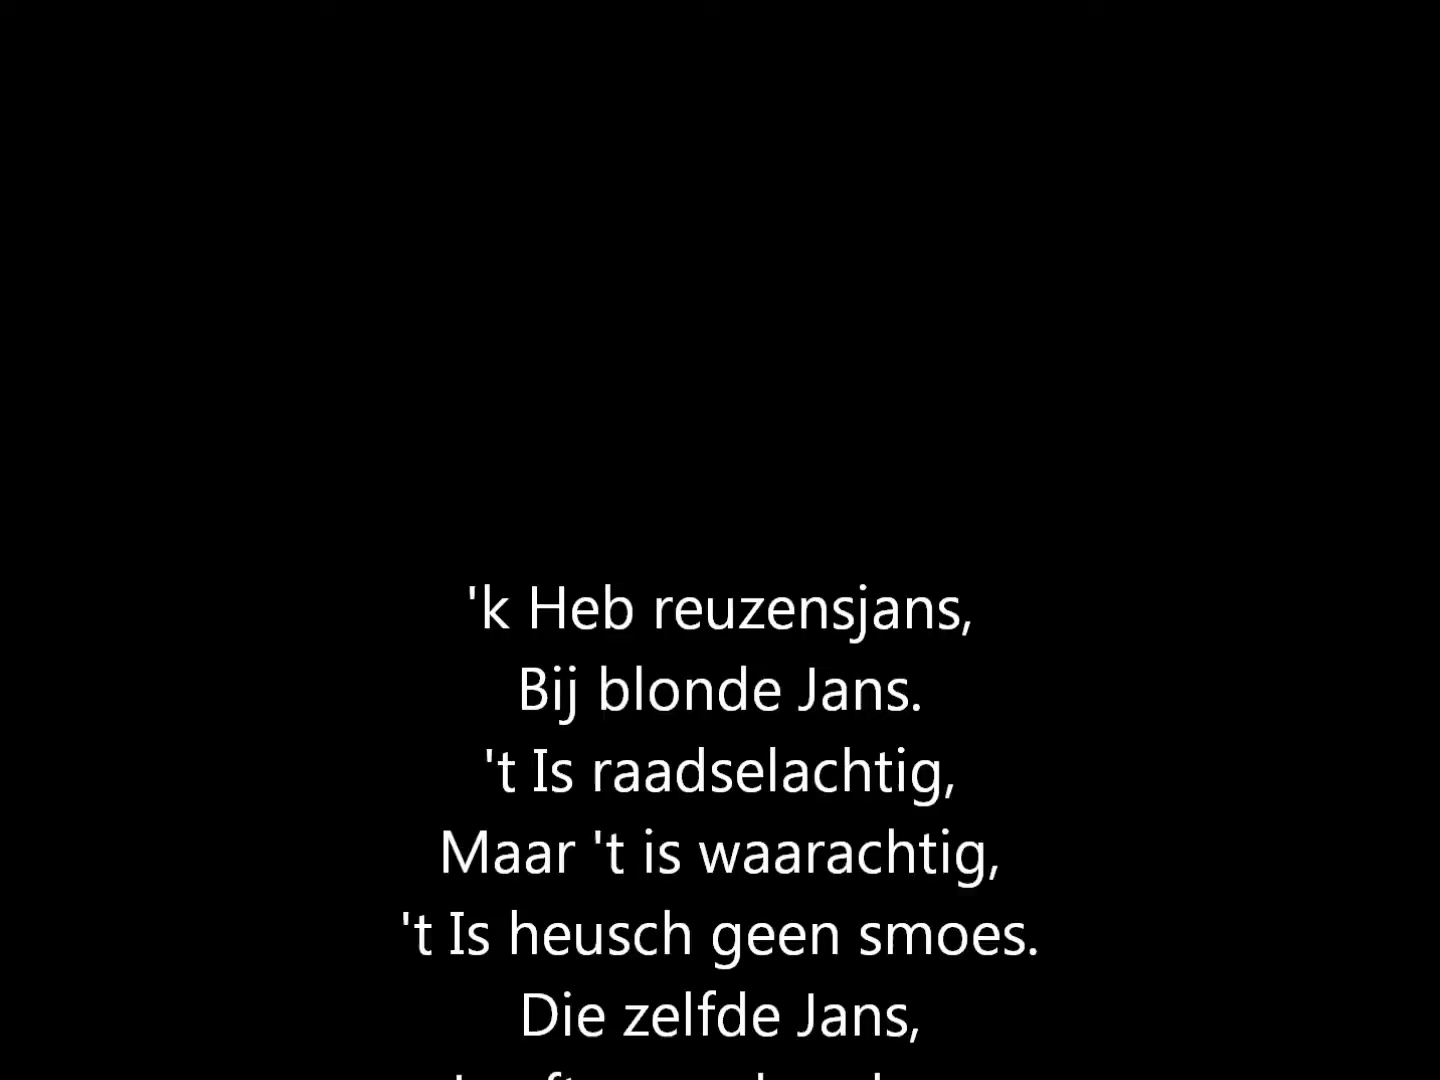 'k Heb reuzensjans,
Bij blonde Jans.
't Is raadselachtig,
Maar 't is waarachtig,
't Is heusch geen smoes.
Die zelfde Jans,